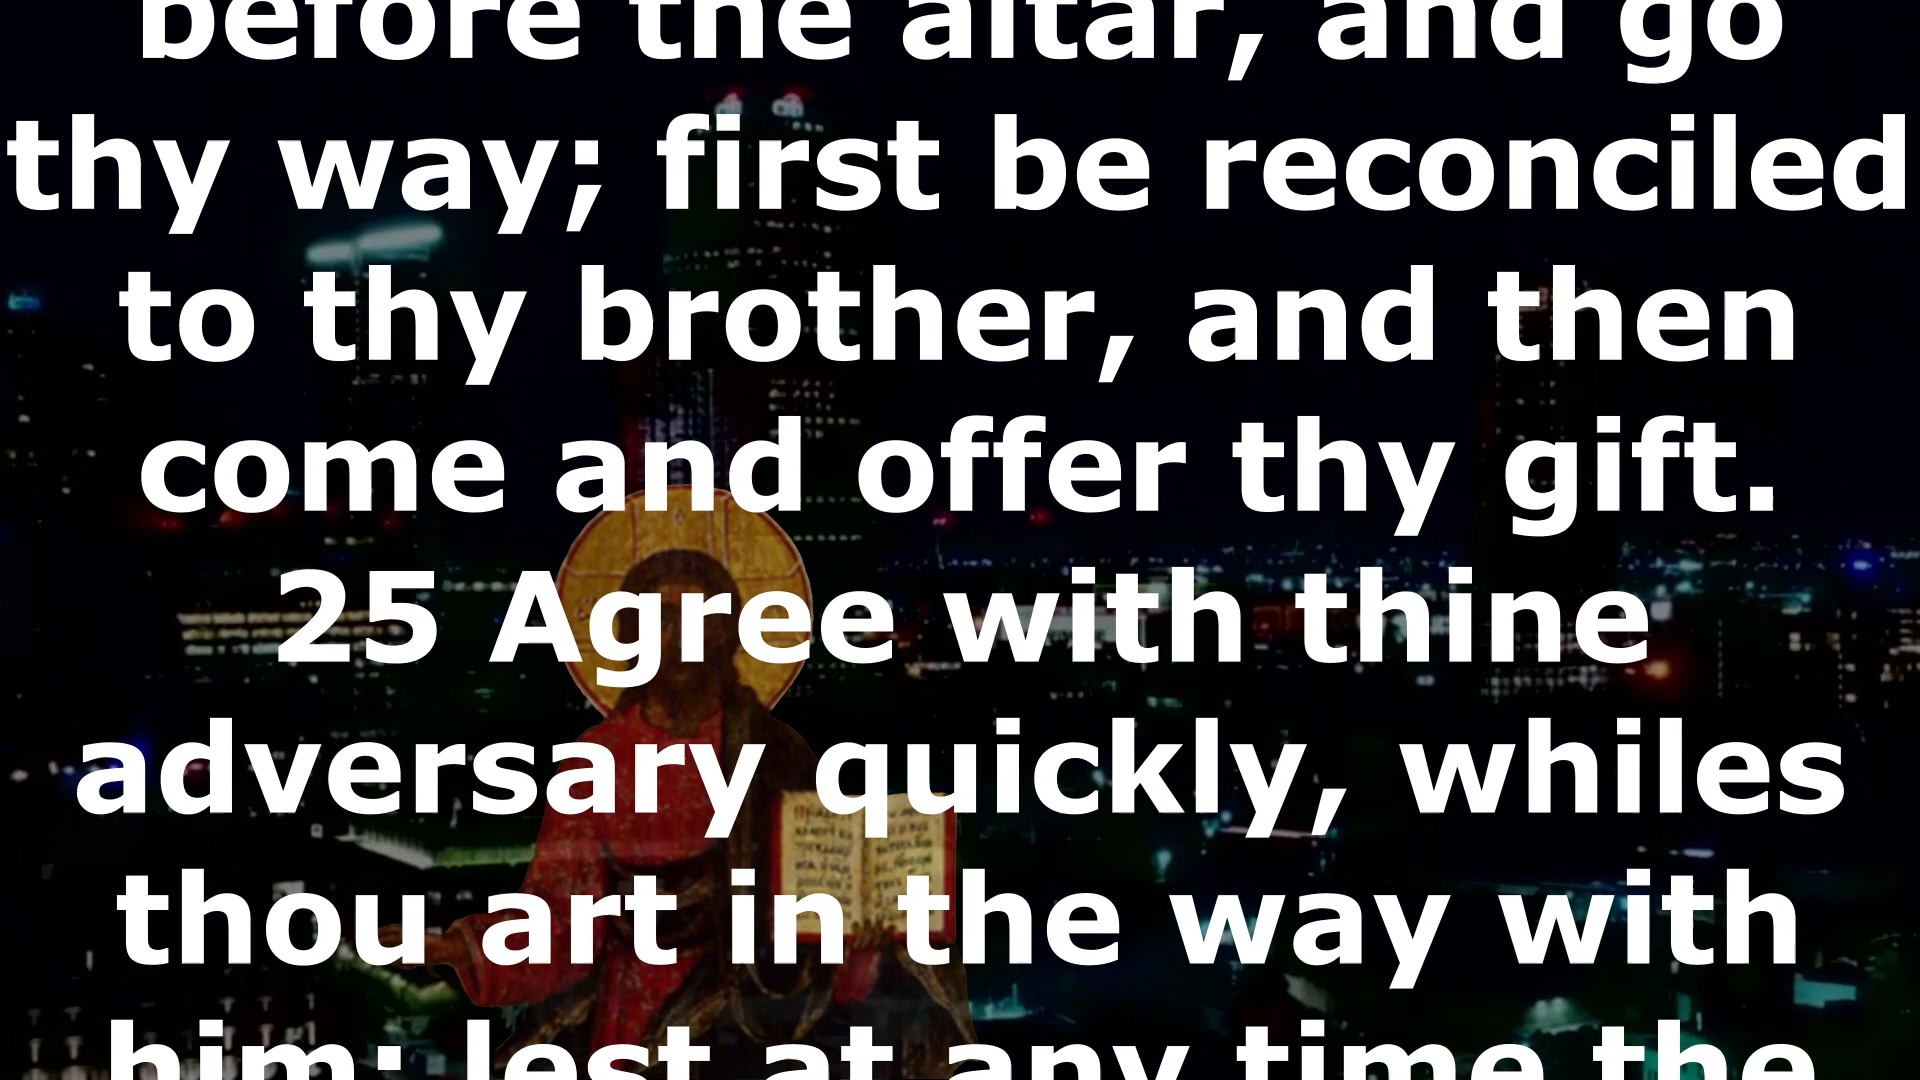 before the altar, and go
thy way; first be reconciled
to thy brother, and then
come and offer thy gift.
25 Agree with thine
adversary quickly, whiles
thou art in the way with
him; lest at any time the